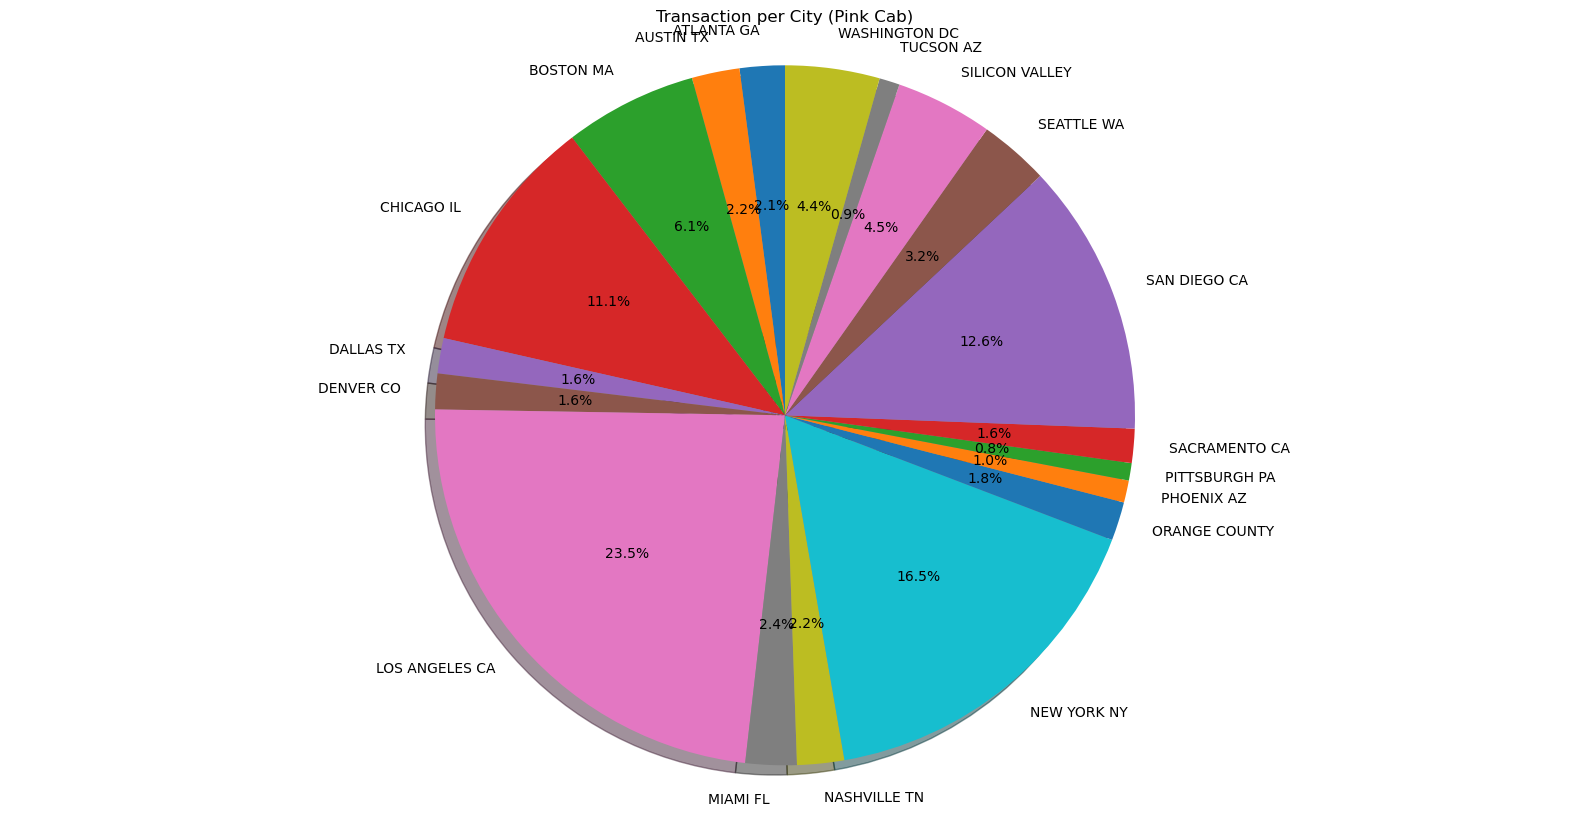 Transaction per City (Pink Cab)
ATLANTA GA
AUSTIN TX
BOSTON MA
CHICAGO IL
DALLAS TX
DENVER CO
LOS ANGELES CA
MIAMI FL
NASHVILLE TN
NEW YORK NY
ORANGE COUNTY
PHOENIX AZ
PITTSBURGH PA
SACRAMENTO CA
SAN DIEGO CA
SEATTLE WA
SILICON VALLEY
TUCSON AZ
WASHINGTON DC
2.1%
2.2%
6.1%
11.1%
1.6%
1.6%
23.5%
2.4%
2.2%
16.5%
1.8%
1.0%
0.8%
1.6%
12.6%
3.2%
4.5%
0.9%
4.4%